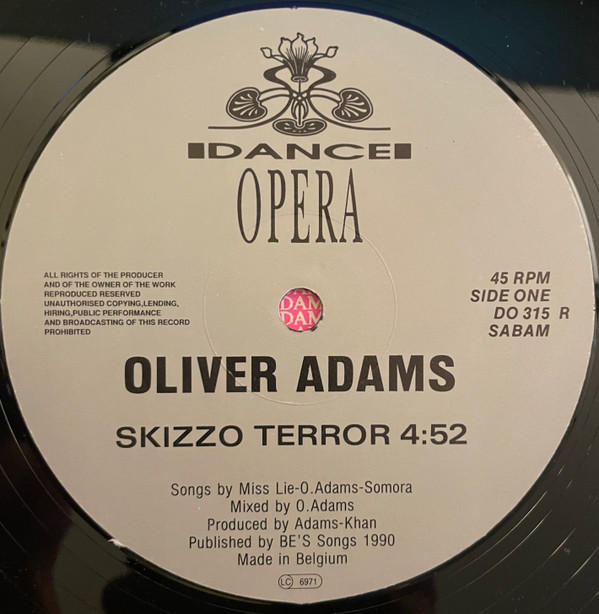 DANCE
OPERA
ALL RIGHTS OF THE PRODUCER
AND OF THE OWNER OF THE WORK
REPRODUCED RESERVED
UNAUTHORISED COPYING,LENDING,
HIRING,PUBLIC PERFORMANCE
AND BROADCASTING OF THIS RECORD
PROHIBITED
45 RPM
SIDE ONE
DO 315 R
SABAM
DAM
DAM
OLIVER ADAMS
SKIZZO TERROR 4:52
Songs by Miss Lie-O.Adams-Somora
Mixed by O.Adams
Produced by Adams-Khan
Published by BE'S Songs 1990
Made in Belgium
LC 6971